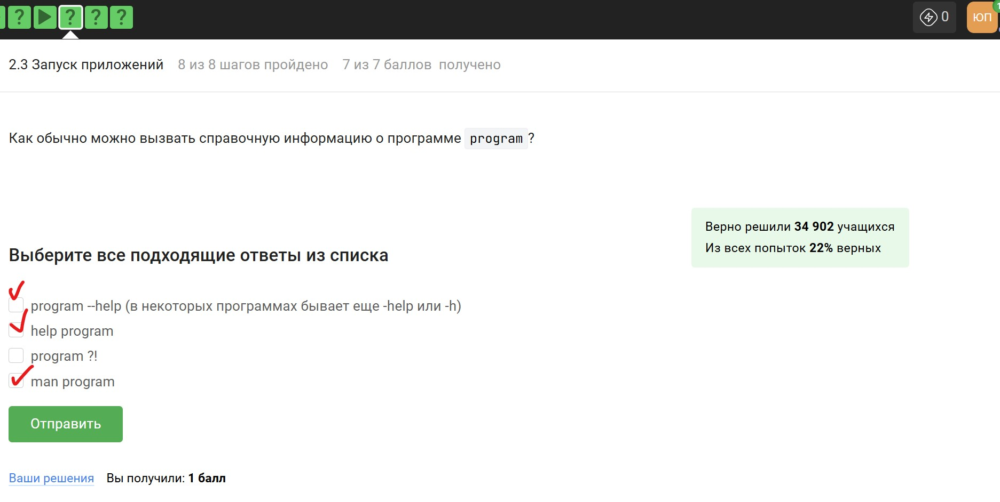 ? ? ? ?
0
ЮП
2.3 Запуск приложений 8 из 8 шагов пройдено 7 из 7 баллов получено
Как обычно можно вызвать справочную информацию о программе program?
Верно решили 34 902 учащихся
Из всех попыток 22% верных
Выберите все подходящие ответы из списка
program --help (в некоторых программах бывает еще -help или -h)
help program
program ?!
man program
Отправить
Ваши решения Вы получили: 1 балл